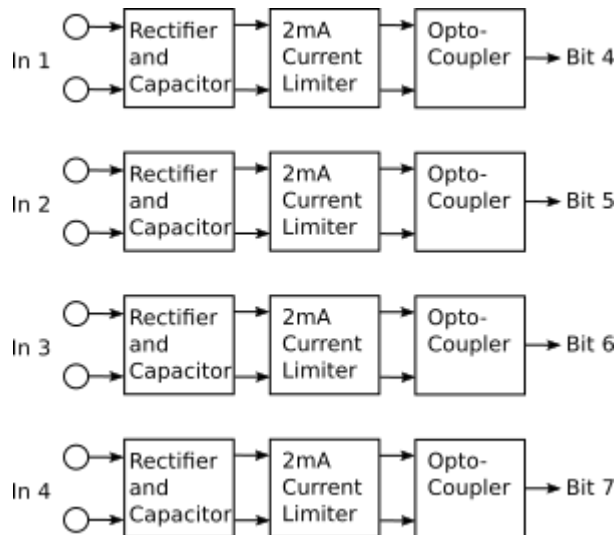 In 1
Rectifier
and
Capacitor
2mA
Current
Limiter
Opto-
Coupler
Bit 4
In 2
Rectifier
and
Capacitor
2mA
Current
Limiter
Opto-
Coupler
Bit 5
In 3
Rectifier
and
Capacitor
2mA
Current
Limiter
Opto-
Coupler
Bit 6
In 4
Rectifier
and
Capacitor
2mA
Current
Limiter
Opto-
Coupler
Bit 7